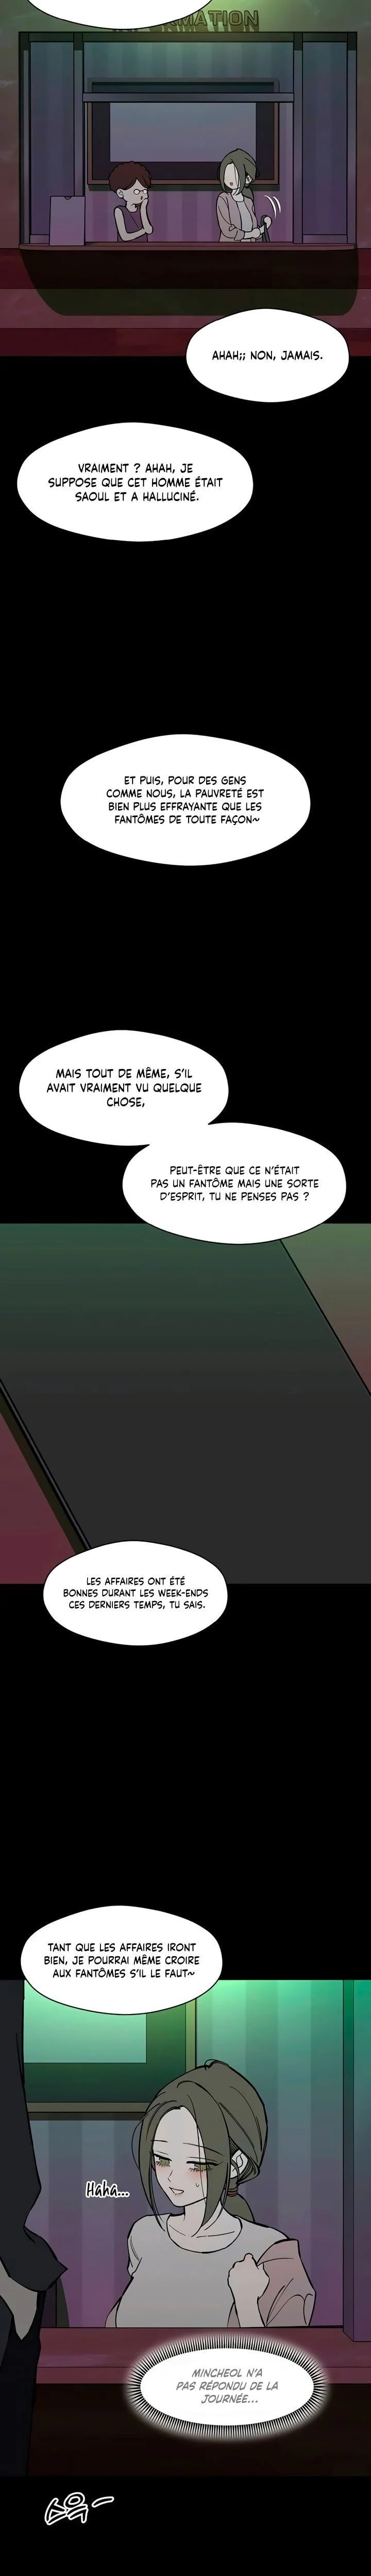 RMATION
AHAH;; NON, JAMAIS.
VRAIMENT ? AHAH, JE
SUPPOSE QUE CET HOMME ÉTAIT
SAOUL ET A HALLUCINÉ.
ET PUIS, POUR DES GENS
COMME NOUS, LA PAUVRETÉ EST
BIEN PLUS EFFRAYANTE QUE LES
FANTÔMES DE TOUTE FAÇON~
MAIS TOUT DE MÊME, S'IL
AVAIT VRAIMENT VU QUELQUE
CHOSE,
PEUT-ÊTRE QUE CE N'ÉTAIT
PAS UN FANTÔME MAIS UNE SORTE
D'ESPRIT, TU NE PENSES PAS ?
LES AFFAIRES ONT ÉTÉ
BONNES DURANT LES WEEK-ENDS
CES DERNIERS TEMPS, TU SAIS.
TANT QUE LES AFFAIRES IRONT
BIEN, JE POURRAI MÊME CROIRE
AUX FANTÔMES S'IL LE FAUT~
Haha...
MINCHEOL N'A
PAS RÉPONDU DE LA
JOURNÉE...
스윽-